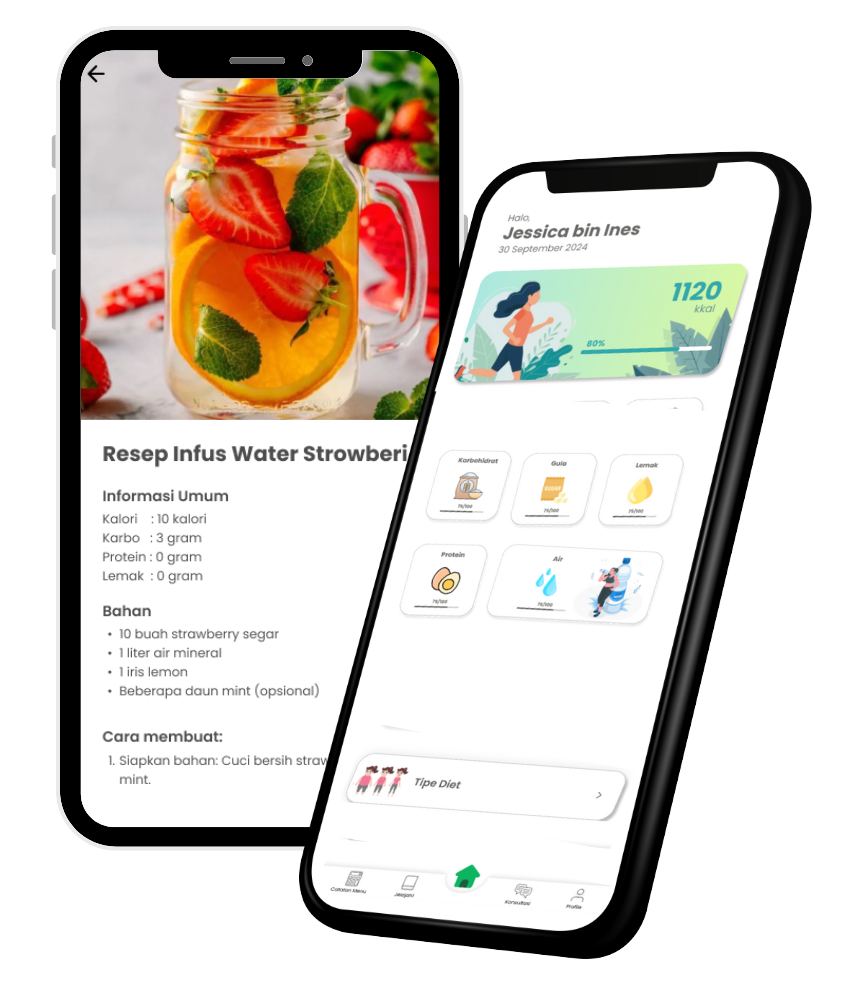 Resep Infus Water Strowberi
Informasi Umum
Kalori : 10 kalori
Karbo : 3 gram
Protein : 0 gram
Lemak : 0 gram
Bahan
• 10 buah strawberry segar
• 1 liter air mineral
• 1 iris lemon
• Beberapa daun mint (opsional)
Cara membuat:
1. Siapkan bahan: Cuci bersih straw
mint.
Halo,
Jessica bin Ines
30 September 2024
1120
kkal
80%
Karbohidrat
75/100
Gula
SUGAR
75/100
Lemak
75/100
Protein
75/100
Air
75/100
Tipe Diet
Catatan Menu
Jelajahi
Konsultasi
Profile